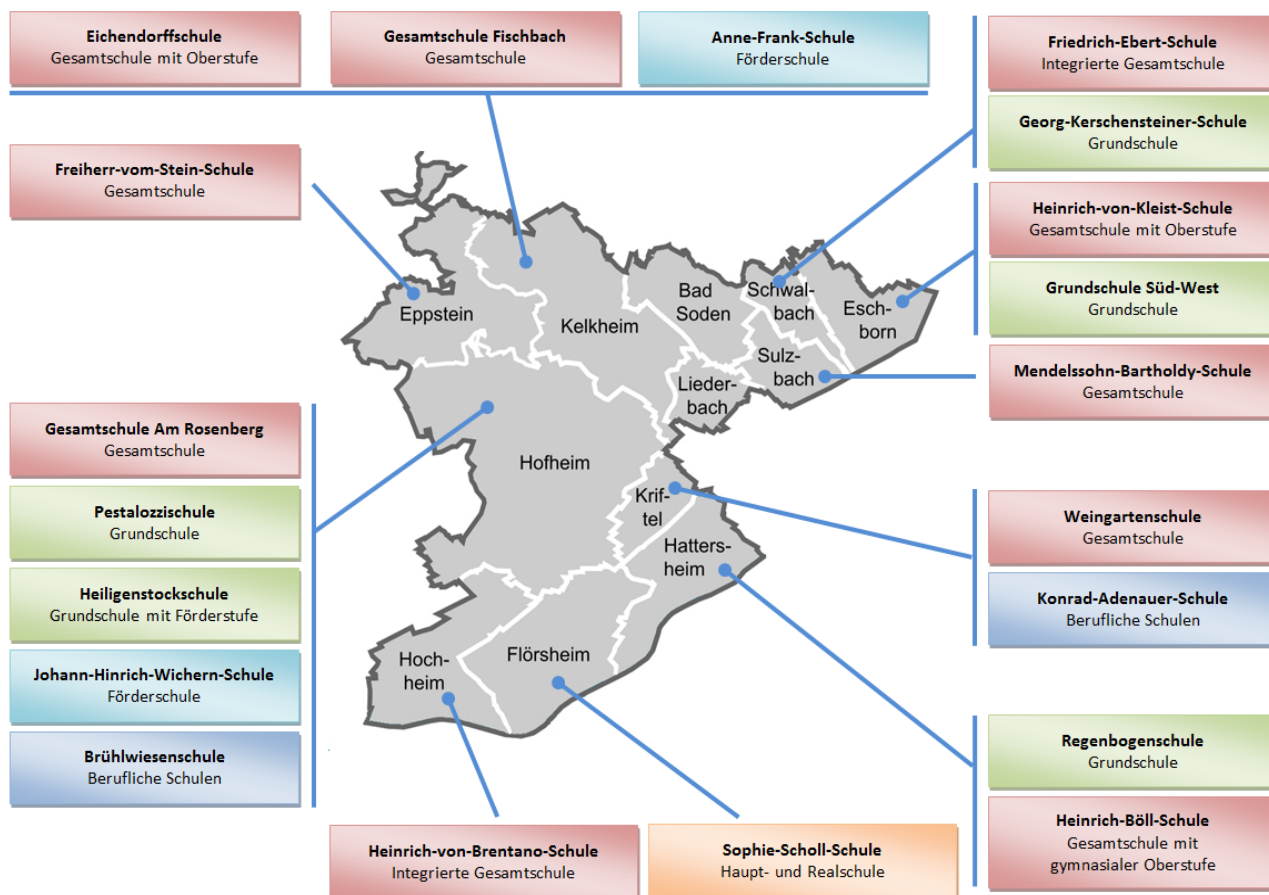 Eichendorffschule
Gesamtschule mit Oberstufe
Gesamtschule Fischbach
Gesamtschule
Anne-Frank-Schule
Förderschule
Friedrich-Ebert-Schule
Integrierte Gesamtschule
Georg-Kerschensteiner-Schule
Grundschule
Freiherr-vom-Stein-Schule
Gesamtschule
Heinrich-von-Kleist-Schule
Gesamtschule mit Oberstufe
Grundschule Süd-West
Grundschule
Mendelssohn-Bartholdy-Schule
Gesamtschule
Eppstein
Kelkheim
Bad
Soden
Schwal-
bach
Esch-
born
Sulz-
bach
Lieder-
bach
Hofheim
Krif-
tel
Hatters-
heim
Hoch-
heim
Flörsheim
Gesamtschule Am Rosenberg
Gesamtschule
Pestalozzischule
Grundschule
Heiligenstockschule
Grundschule mit Förderstufe
Johann-Hinrich-Wichern-Schule
Förderschule
Brühlwiesenschule
Berufliche Schulen
Weingartenschule
Gesamtschule
Konrad-Adenauer-Schule
Berufliche Schulen
Regenbogenschule
Grundschule
Heinrich-Böll-Schule
Gesamtschule mit
gymnasialer Oberstufe
Heinrich-von-Brentano-Schule
Integrierte Gesamtschule
Sophie-Scholl-Schule
Haupt- und Realschule